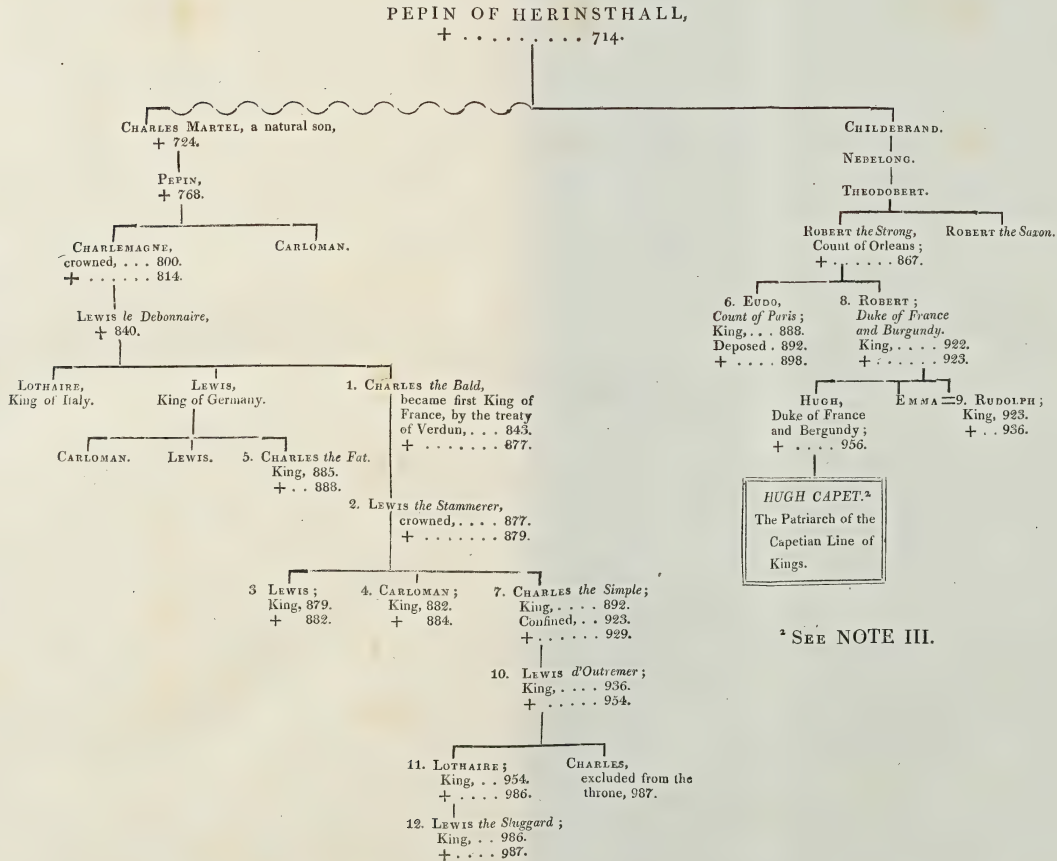 PEPIN OF HERINSTHALL,
+ . . . . . . . . . 714.
CHARLES MARTEL, a natural son,
+ 724.
PEPIN,
+ 768.
CHARLEMAGNE,
crowned, . . . 800.
+ . . . . . . 814.
CARLOMAN.
LEWIS le Debonnaire,
+ 840.
LOTHAIRE,
King of Italy.
LEWIS,
King of Germany.
1. CHARLES the Bald,
became first King of
France, by the treaty
of Verdun, . . . 843.
+ . . . . . . . 877.
CARLOMAN.
LEWIS.
5. CHARLES the Fat.
King, 885.
+ . . 888.
2. LEWIS the Stammerer,
crowned, . . . . 877.
+ . . . . . . . 879.
3 LEWIS ;
King, 879.
+ 882.
4. CARLOMAN ;
King, 882.
+ 884.
7. CHARLES the Simple ;
King, . . . . 892.
Confined, . . 923.
+ . . . . . . 929.
10. LEWIS d'Outremer ;
King, . . . . 936.
+ . . . . . 954.
11. LOTHAIRE ;
King, . . 954.
+ . . . . 986.
CHARLES,
excluded from the
throne, 987.
12. LEWIS the Sluggard ;
King, . . 986.
+ . . . . 987.
CHILDEBRAND.
NEBELONG.
THEODOBERT.
ROBERT the Strong,
Count of Orleans ;
+ . . . . . . 867.
ROBERT the Saxon.
6. EUDO,
Count of Paris ;
King, . . . 888.
Deposed . 892.
+ . . . . 898.
8. ROBERT ;
Duke of France
and Burgundy.
King, . . . . 922.
+ . . . . . . 923.
HUGH,
Duke of France
and Bergundy ;
+ . . . . 956.
EMMA = 9. RUDOLPH ;
King, 923.
+ . . 936.
HUGH CAPET.²
The Patriarch of the
Capetian Line of
Kings.
² SEE NOTE III.